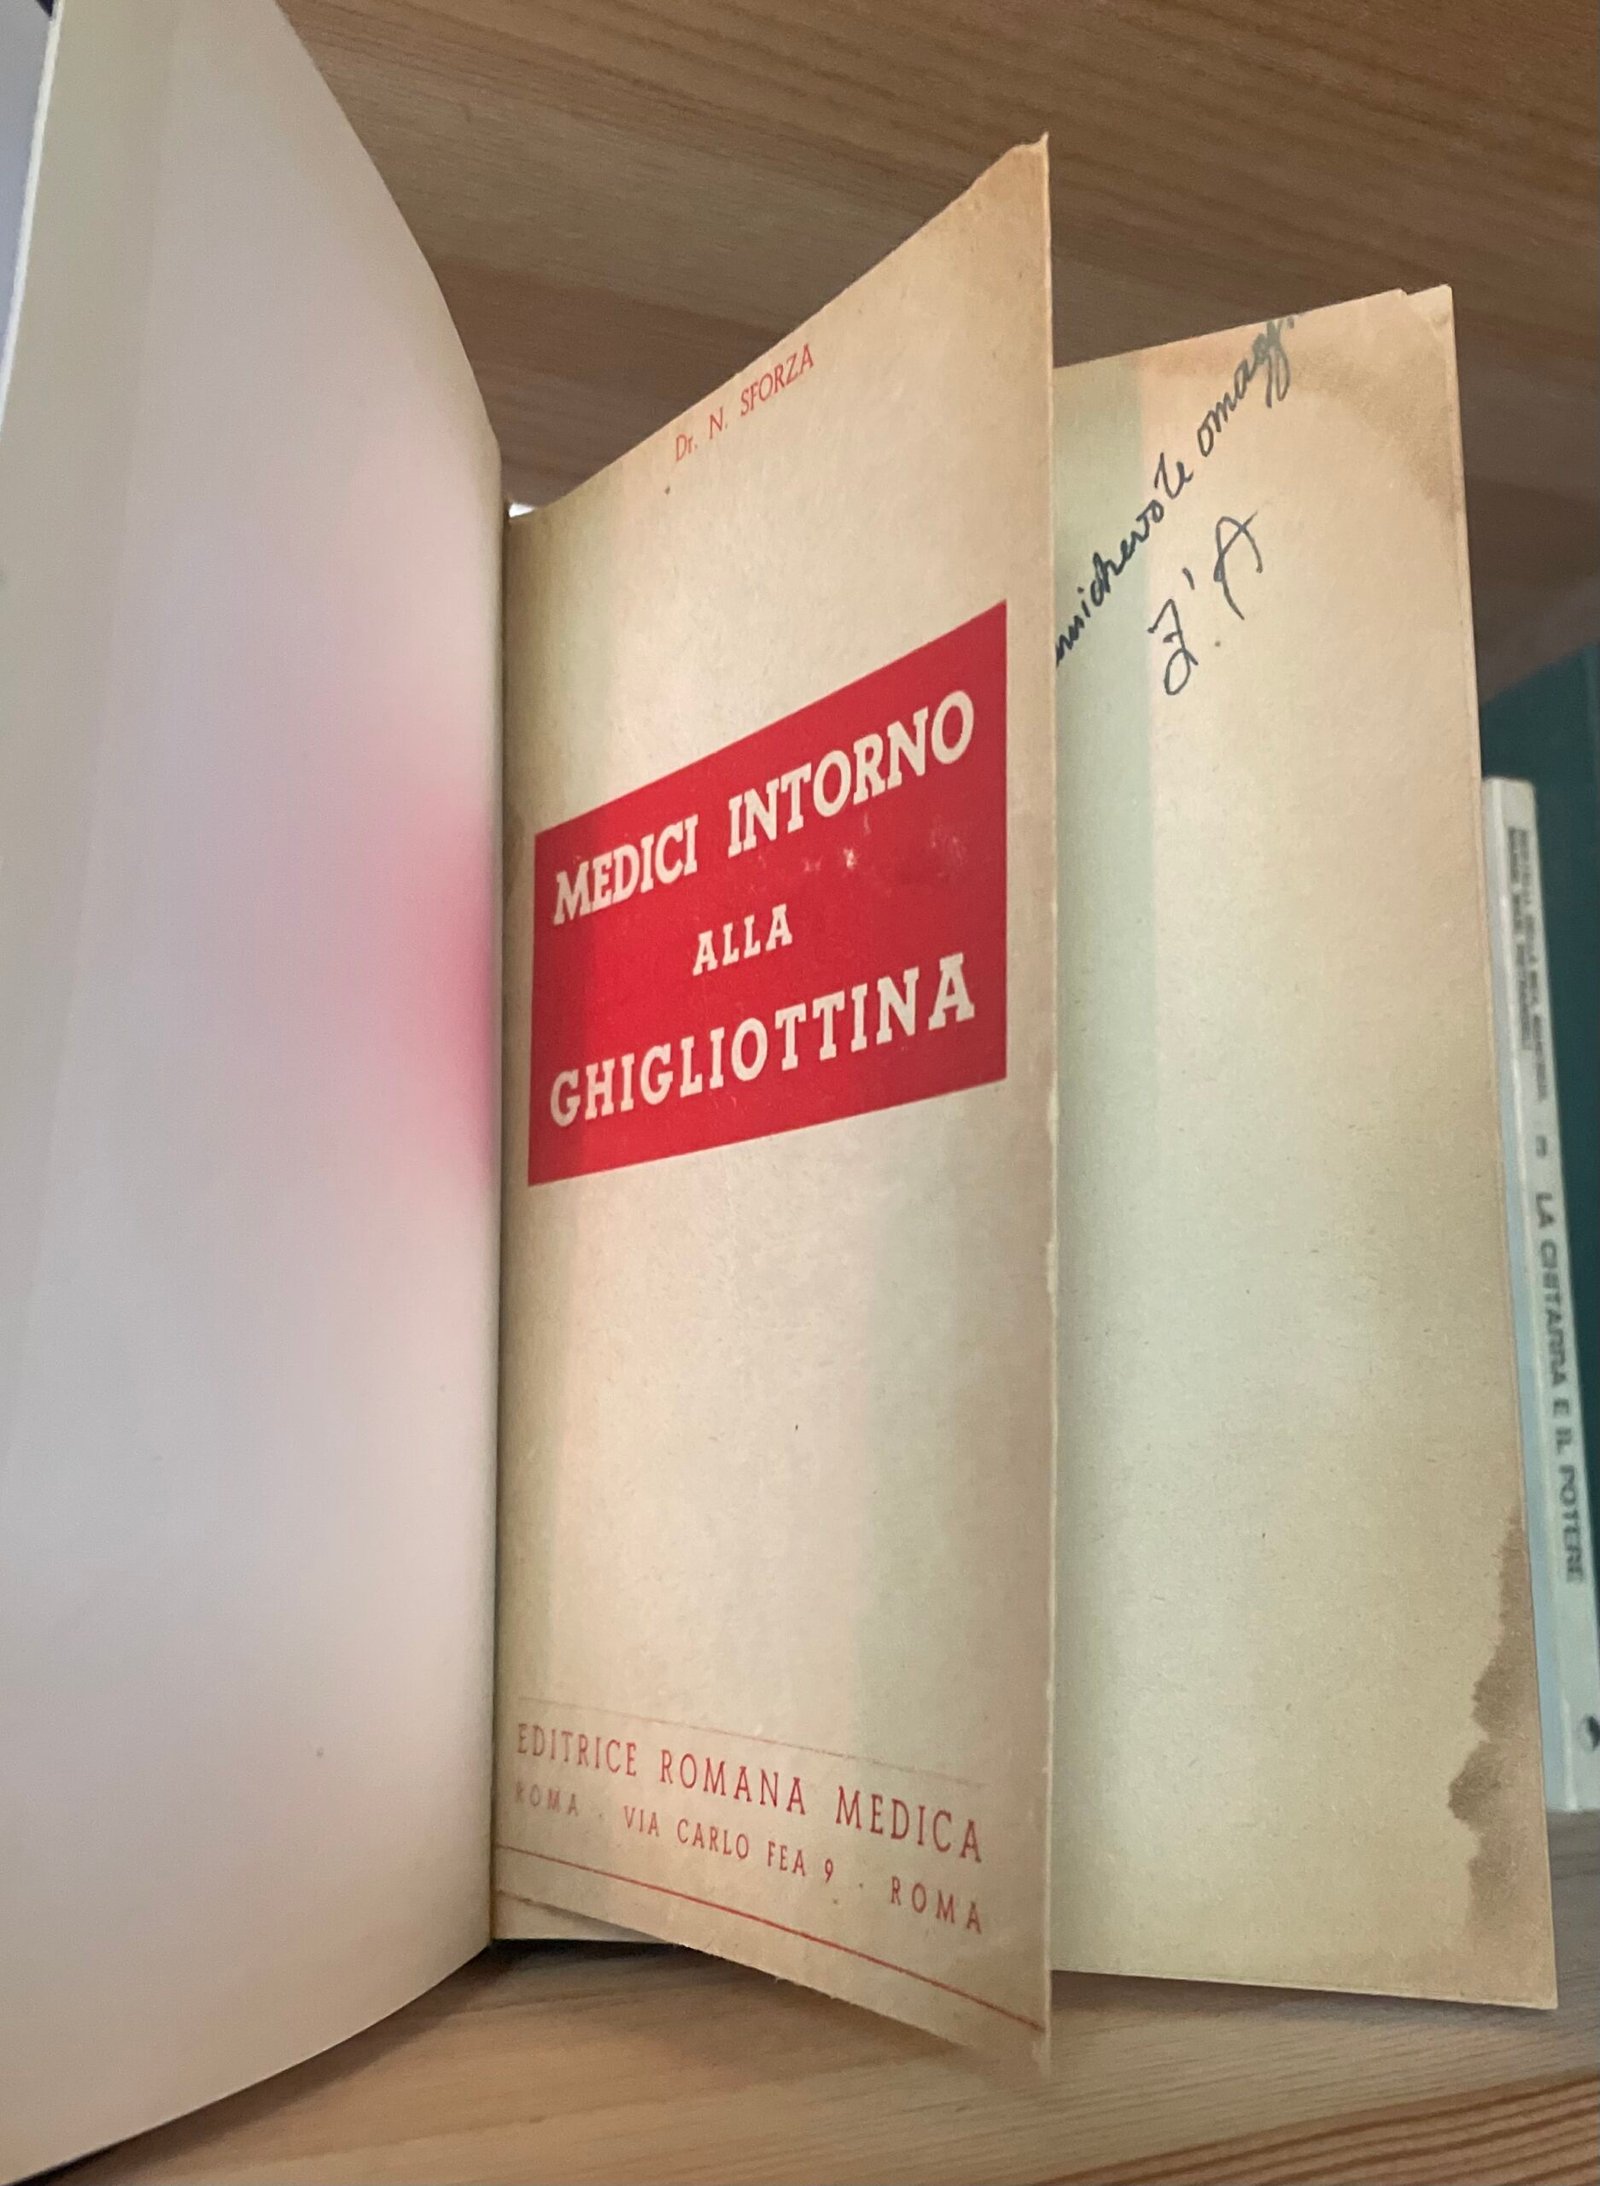 Dr. N. SFORZA
MEDICI INTORNO
ALLA
GHIGLIOTTINA
EDITRICE ROMANA MEDICA
ROMA · VIA CARLO FEA 9 · ROMA
omagg
LA CHITARRA E IL POTERE